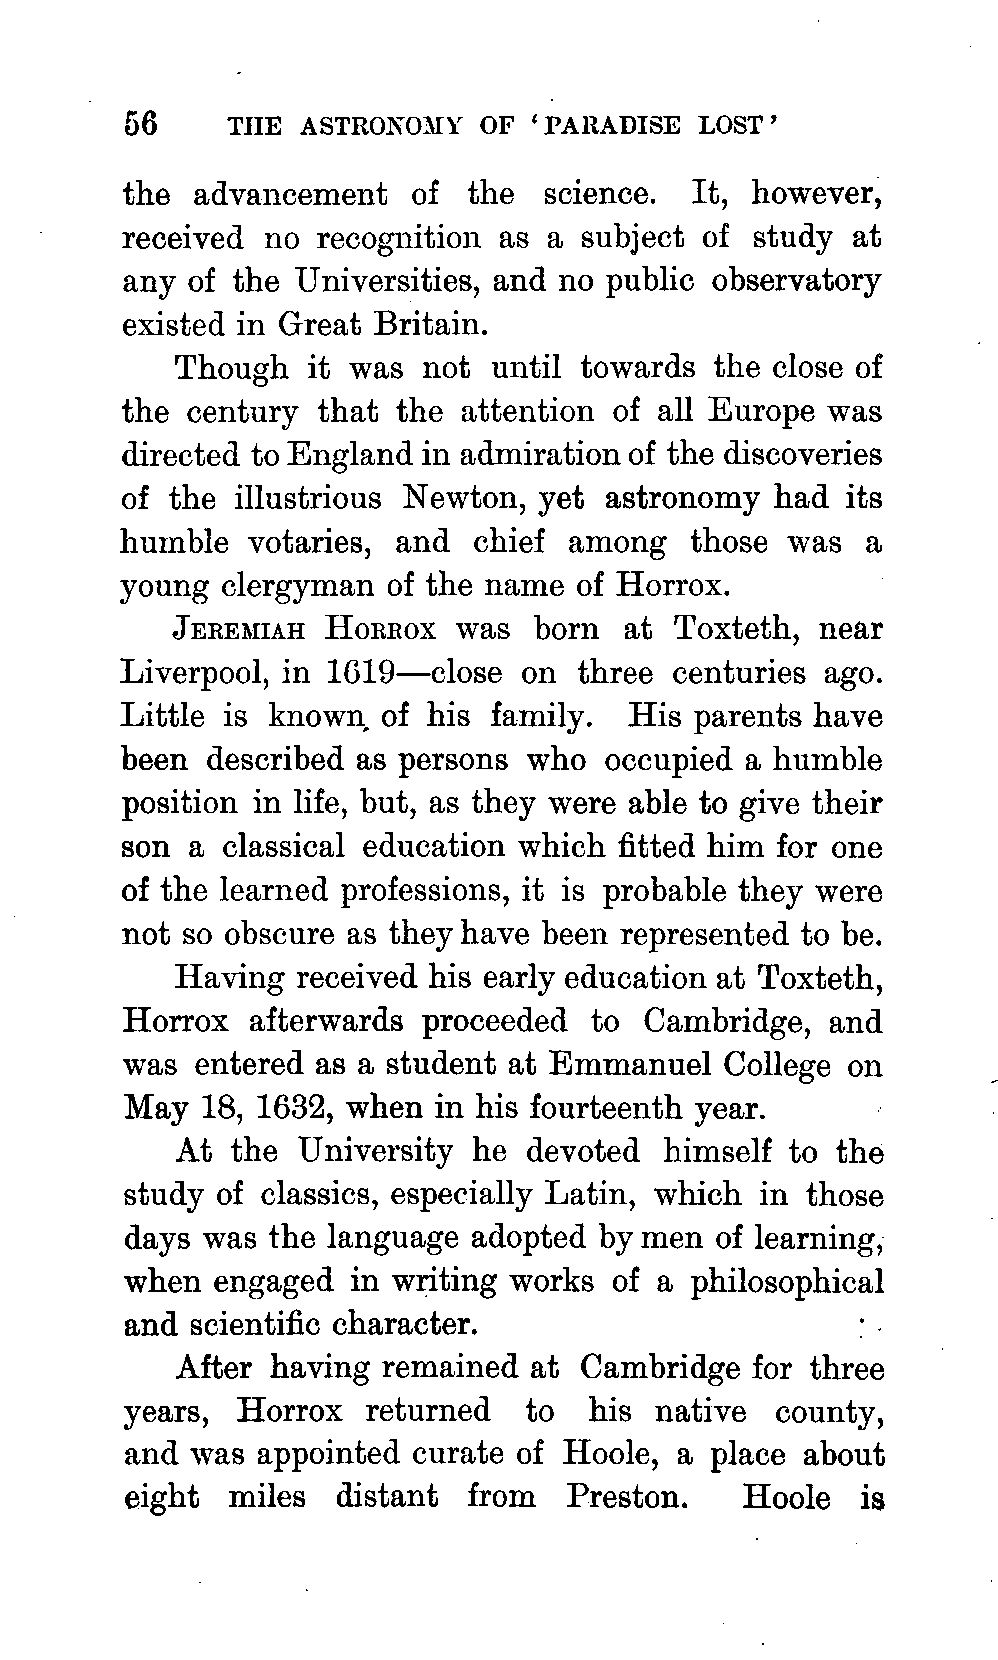 56 THE ASTRONOMY OF ‘PARADISE LOST’
the advancement of the science. It, however,
received no recognition as a subject of study at
any of the Universities, and no public observatory
existed in Great Britain.
Though it was not until towards the close of
the century that the attention of all Europe was
directed to England in admiration of the discoveries
of the illustrious Newton, yet astronomy had its
humble votaries, and chief among those was a
young clergyman of the name of Horrox.
JEREMIAH HORROX was born at Toxteth, near
Liverpool, in 1619—close on three centuries ago.
Little is known of his family. His parents have
been described as persons who occupied a humble
position in life, but, as they were able to give their
son a classical education which fitted him for one
of the learned professions, it is probable they were
not so obscure as they have been represented to be.
Having received his early education at Toxteth,
Horrox afterwards proceeded to Cambridge, and
was entered as a student at Emmanuel College on
May 18, 1632, when in his fourteenth year.
At the University he devoted himself to the
study of classics, especially Latin, which in those
days was the language adopted by men of learning,
when engaged in writing works of a philosophical
and scientific character.
After having remained at Cambridge for three
years, Horrox returned to his native county,
and was appointed curate of Hoole, a place about
eight miles distant from Preston. Hoole is